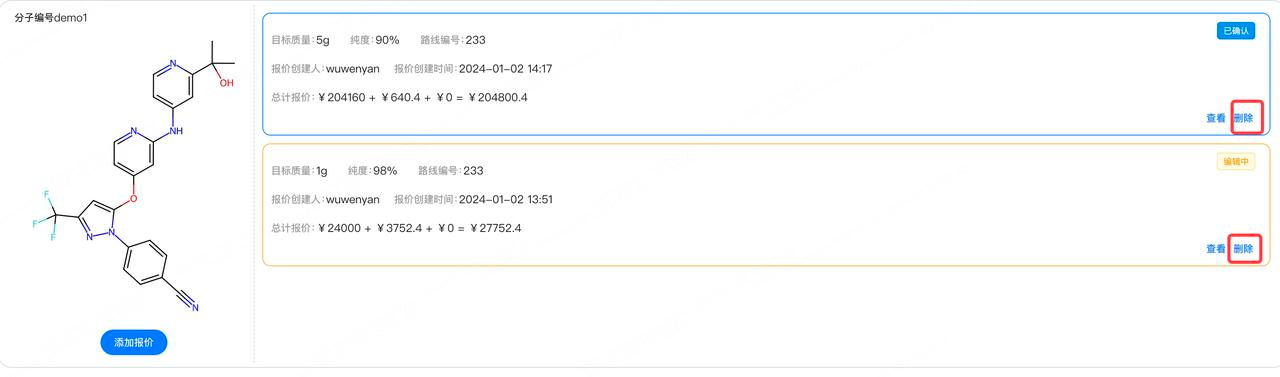 分子编号demo1
N
OH
N
NH
O
F
F
F
N
N
N
添加报价
目标质量：5g 纯度：90% 路线编号：233
已确认
报价创建人：wuwenyan 报价创建时间：2024-01-02 14:17
总计报价：￥204160 + ￥640.4 + ￥0 = ￥204800.4
查看 删除
目标质量：1g 纯度：98% 路线编号：233
编辑中
报价创建人：wuwenyan 报价创建时间：2024-01-02 13:51
总计报价：￥24000 + ￥3752.4 + ￥0 = ￥27752.4
查看 删除